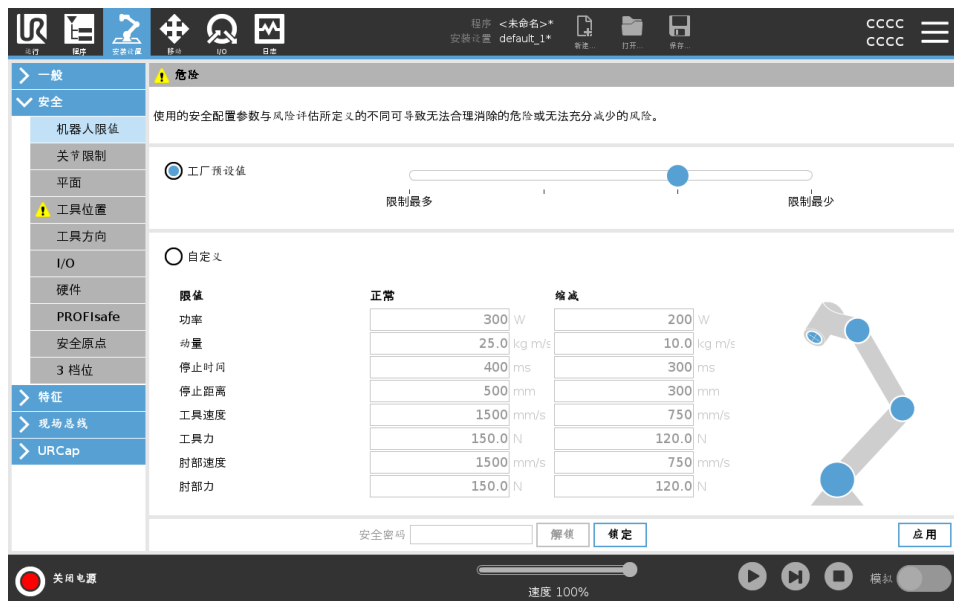 程序 <未命名>*
安装设置 default_1*
运行 程序 安装设置 移动 I/O 日志 新建... 打开... 保存...
cccc
cccc
一般
安全
机器人限值
关节限制
平面
工具位置
工具方向
I/O
硬件
PROFIsafe
安全原点
3 档位
特征
现场总线
URCap
危险
使用的安全配置参数与风险评估所定义的不同可导致无法合理消除的危险或无法充分减少的风险。
工厂预设值
限制最多 限制最少
自定义
限值 正常 缩减
功率 300 W 200 W
动量 25.0 kg m/s 10.0 kg m/s
停止时间 400 ms 300 ms
停止距离 500 mm 300 mm
工具速度 1500 mm/s 750 mm/s
工具力 150.0 N 120.0 N
肘部速度 1500 mm/s 750 mm/s
肘部力 150.0 N 120.0 N
安全密码 解锁 锁定 应用
关闭电源 速度 100% 模拟